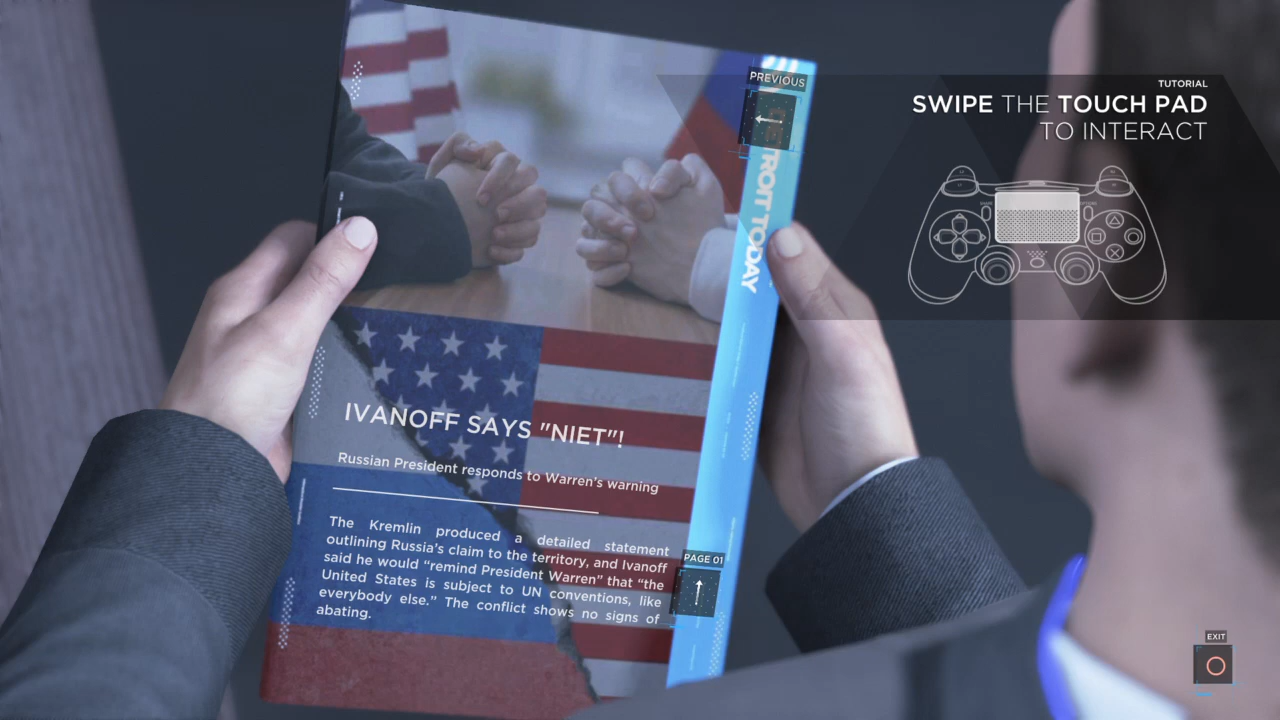 PREVIOUS
TUTORIAL
SWIPE THE TOUCH PAD
TO INTERACT
TROIT TODAY
IVANOFF SAYS "NIET"!
Russian President responds to Warren's warning
The Kremlin produced a detailed statement
outlining Russia's claim to the territory, and Ivanoff
said he would "remind President Warren" that "the
United States is subject to UN conventions, like
everybody else." The conflict shows no signs of
abating.
PAGE 01
EXIT